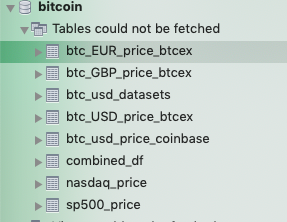 bitcoin
Tables could not be fetched
btc_EUR_price_btcex
btc_GBP_price_btcex
btc_usd_datasets
btc_USD_price_btcex
btc_usd_price_coinbase
combined_df
nasdaq_price
sp500_price